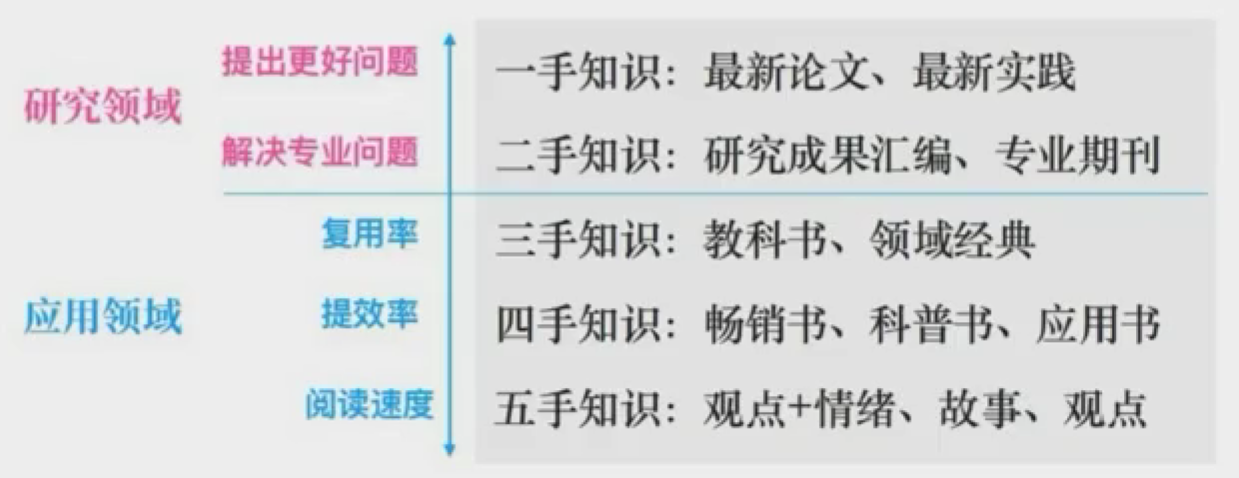 研究领域
提出更好问题
一手知识：最新论文、最新实践
解决专业问题
二手知识：研究成果汇编、专业期刊
应用领域
复用率
三手知识：教科书、领域经典
提效率
四手知识：畅销书、科普书、应用书
阅读速度
五手知识：观点+情绪、故事、观点